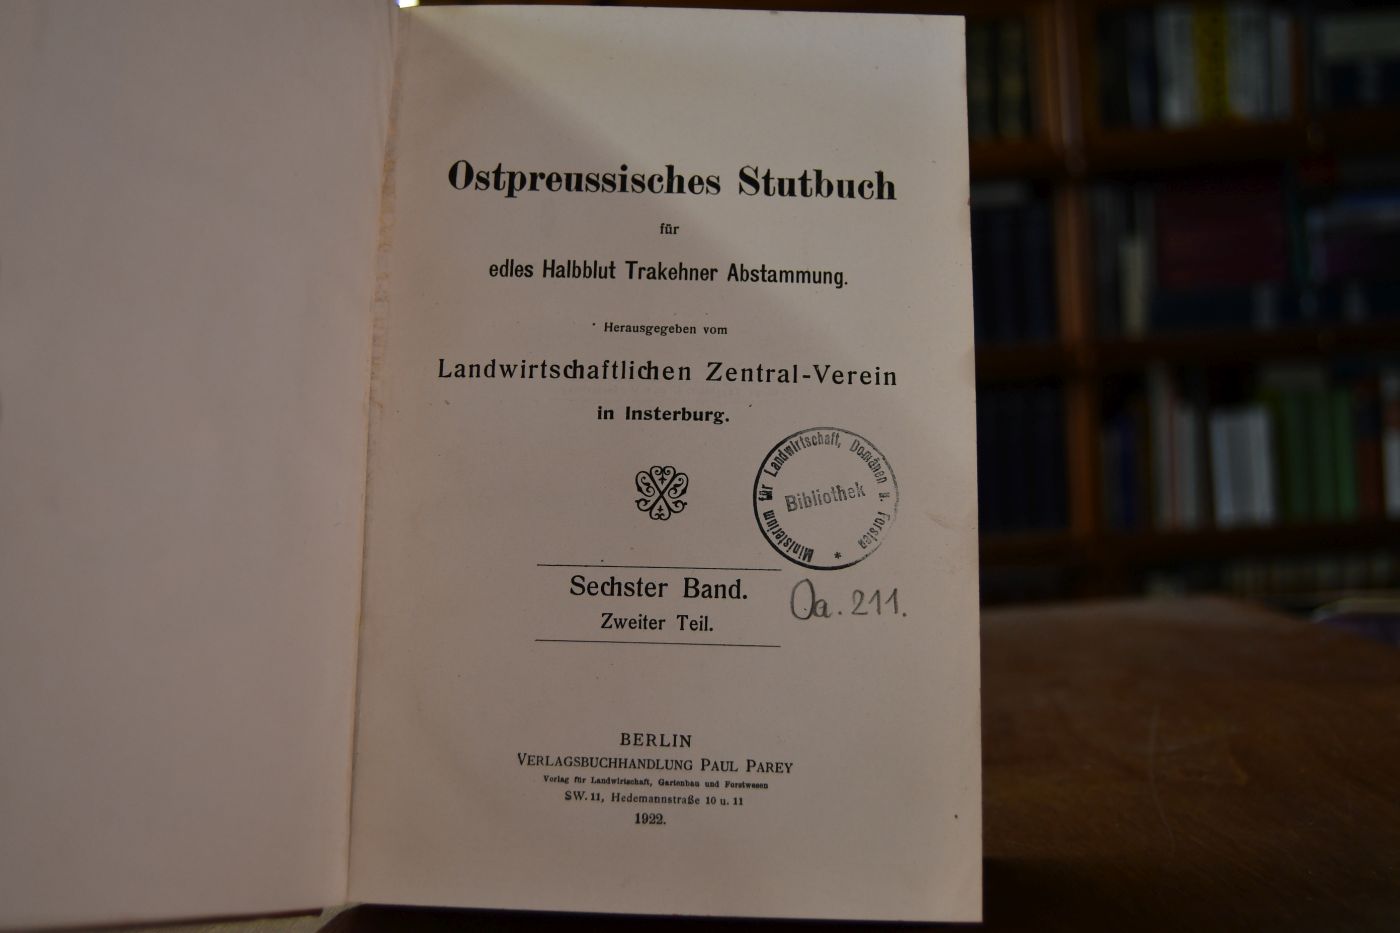 Ostpreussisches Stutbuch
für
edles Halbblut Trakehner Abstammung.
Herausgegeben vom
Landwirtschaftlichen Zentral-Verein
in Insterburg.
Ministerium für Landwirtschaft, Domänen u. Forsten *
Bibliothek
Sechster Band.
Zweiter Teil.
Oa. 211.
BERLIN
VERLAGSBUCHHANDLUNG PAUL PAREY
Verlag für Landwirtschaft, Gartenbau und Forstwesen
SW. 11, Hedemannstraße 10 u. 11
1922.